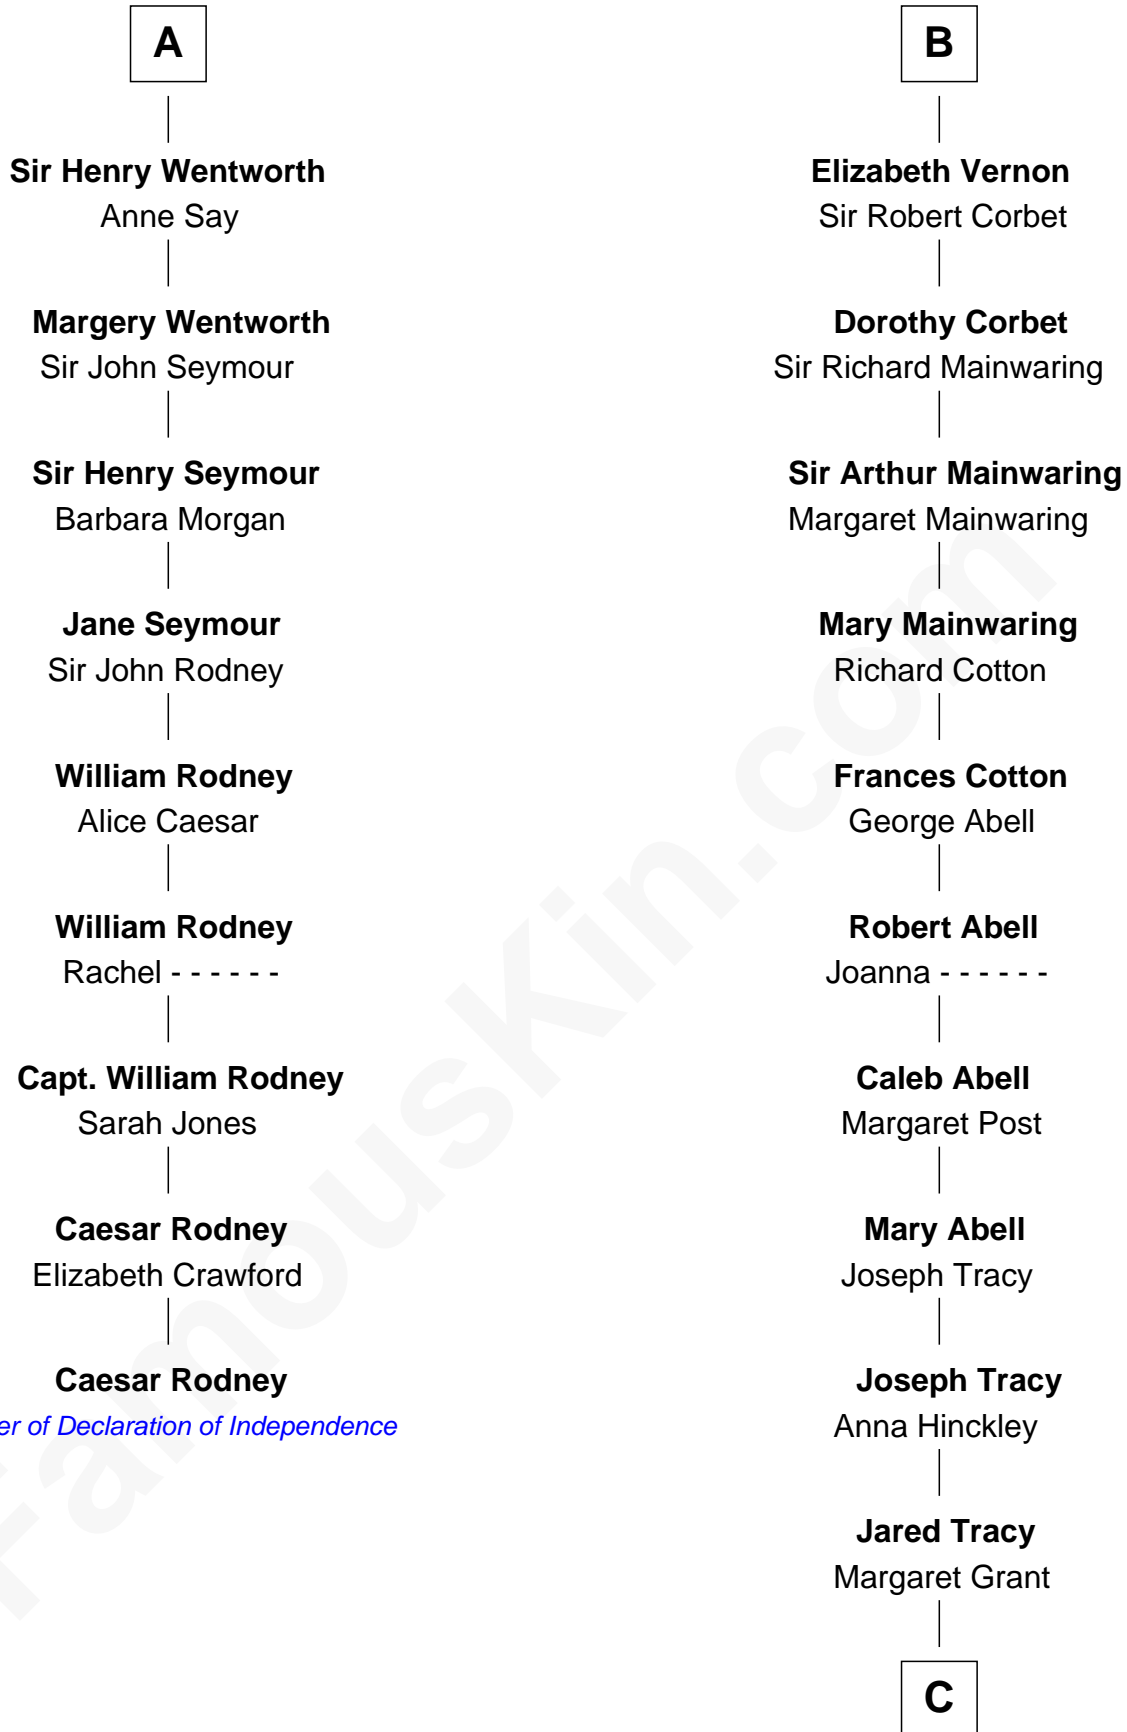 A
Sir Henry Wentworth
Anne Say
Margery Wentworth
Sir John Seymour
Sir Henry Seymour
Barbara Morgan
Jane Seymour
Sir John Rodney
William Rodney
Alice Caesar
William Rodney
Rachel - - - - - -
Capt. William Rodney
Sarah Jones
Caesar Rodney
Elizabeth Crawford
Caesar Rodney
er of Declaration of Independence
B
Elizabeth Vernon
Sir Robert Corbet
Dorothy Corbet
Sir Richard Mainwaring
Sir Arthur Mainwaring
Margaret Mainwaring
Mary Mainwaring
Richard Cotton
Frances Cotton
George Abell
Robert Abell
Joanna - - - - - -
Caleb Abell
Margaret Post
Mary Abell
Joseph Tracy
Joseph Tracy
Anna Hinckley
Jared Tracy
Margaret Grant
C
FamousKin.com